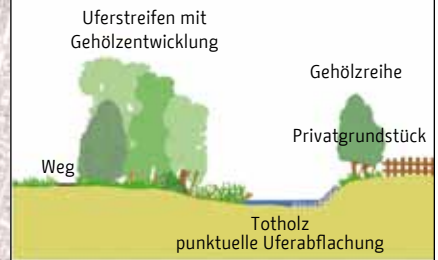 Uferstreifen mit
Gehölzentwicklung
Gehölzreihe
Privatgrundstück
Weg
Totholz
punktuelle Uferabflachung